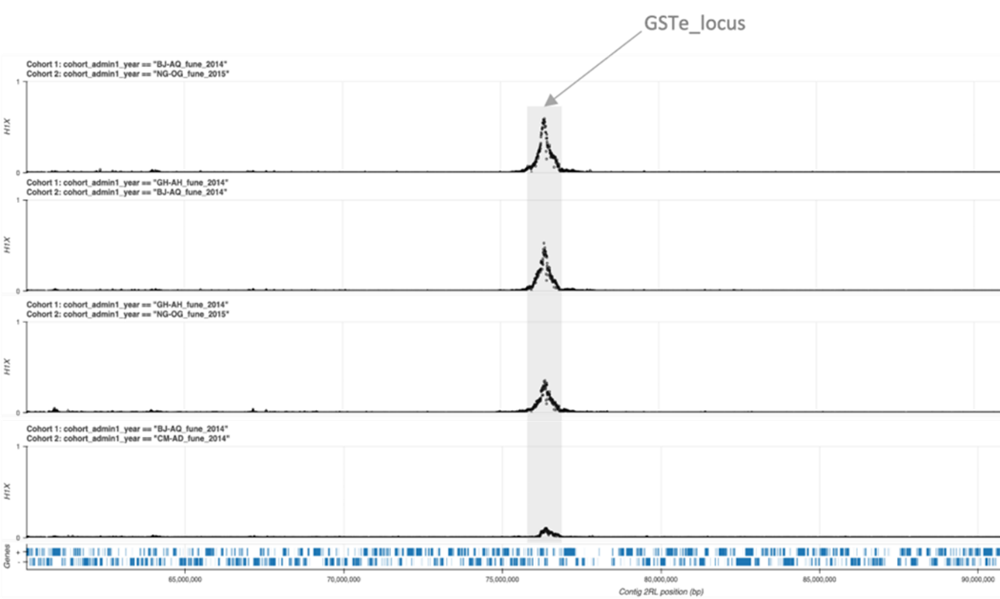 GSTe_locus
Cohort 1: cohort_admin1_year == "BJ-AQ_fune_2014"
Cohort 2: cohort_admin1_year == "NG-OG_fune_2015"
1
H1X
0
Cohort 1: cohort_admin1_year == "GH-AH_fune_2014"
Cohort 2: cohort_admin1_year == "BJ-AQ_fune_2014"
1
H1X
0
Cohort 1: cohort_admin1_year == "GH-AH_fune_2014"
Cohort 2: cohort_admin1_year == "NG-OG_fune_2015"
1
H1X
0
Cohort 1: cohort_admin1_year == "BJ-AQ_fune_2014"
Cohort 2: cohort_admin1_year == "CM-AD_fune_2014"
1
H1X
0
Genes
+
-
65,000,000 70,000,000 75,000,000 80,000,000 85,000,000 90,000,000
Contig 2RL position (bp)